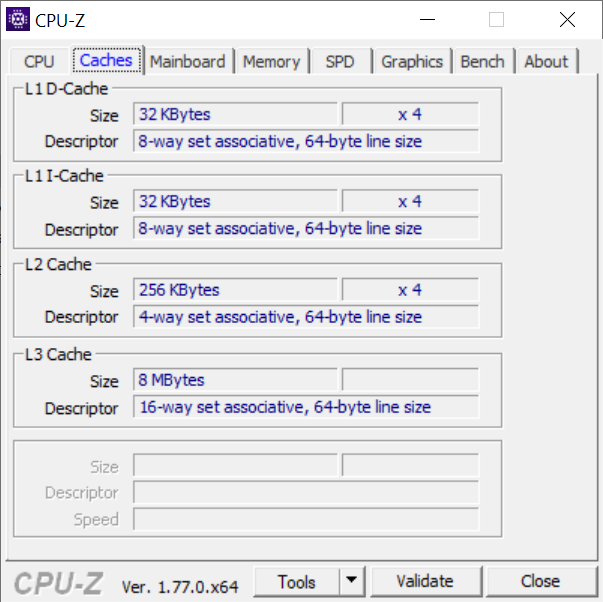 CPU-Z
CPU Caches Mainboard Memory SPD Graphics Bench About
L1 D-Cache
Size 32 KBytes x 4
Descriptor 8-way set associative, 64-byte line size
L1 I-Cache
Size 32 KBytes x 4
Descriptor 8-way set associative, 64-byte line size
L2 Cache
Size 256 KBytes x 4
Descriptor 4-way set associative, 64-byte line size
L3 Cache
Size 8 MBytes
Descriptor 16-way set associative, 64-byte line size
Size
Descriptor
Speed
CPU-Z Ver. 1.77.0.x64 Tools Validate Close